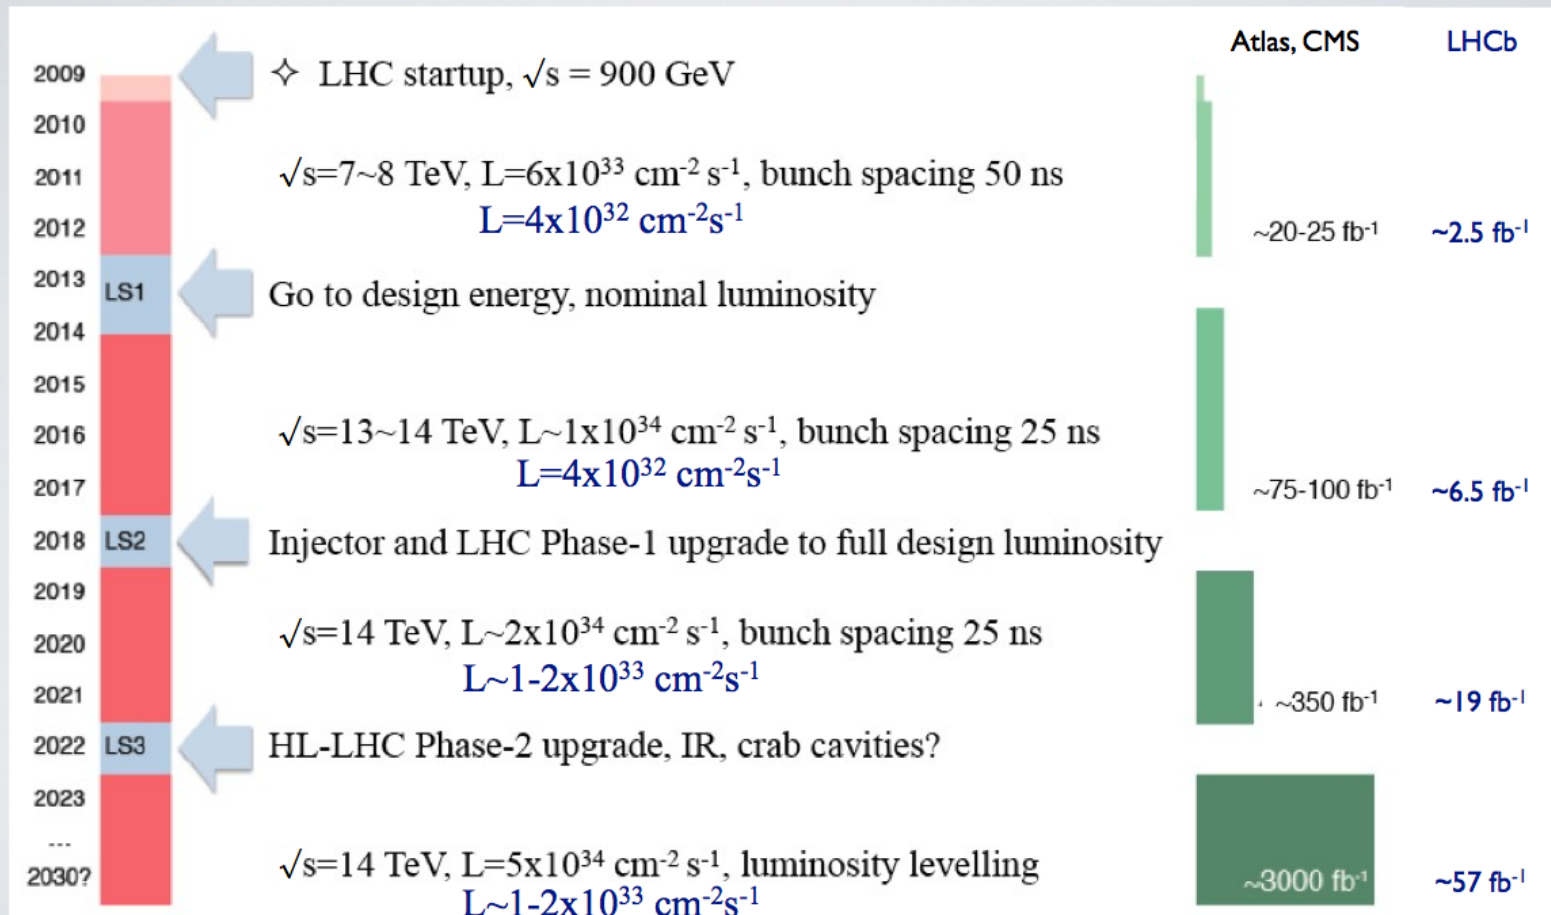 Atlas, CMS LHCb
2009 ✧ LHC startup, √s = 900 GeV
2010
2011 √s=7~8 TeV, L=6x10³³ cm⁻² s⁻¹, bunch spacing 50 ns
L=4x10³² cm⁻²s⁻¹
2012 ~20-25 fb⁻¹ ~2.5 fb⁻¹
2013 LS1 Go to design energy, nominal luminosity
2014
2015
2016 √s=13~14 TeV, L~1x10³⁴ cm⁻² s⁻¹, bunch spacing 25 ns
L=4x10³² cm⁻²s⁻¹
2017 ~75-100 fb⁻¹ ~6.5 fb⁻¹
2018 LS2 Injector and LHC Phase-1 upgrade to full design luminosity
2019
2020 √s=14 TeV, L~2x10³⁴ cm⁻² s⁻¹, bunch spacing 25 ns
L~1-2x10³³ cm⁻²s⁻¹
2021 ~350 fb⁻¹ ~19 fb⁻¹
2022 LS3 HL-LHC Phase-2 upgrade, IR, crab cavities?
2023
...
√s=14 TeV, L=5x10³⁴ cm⁻² s⁻¹, luminosity levelling
2030? ~3000 fb⁻¹ ~57 fb⁻¹
L~1-2x10³³ cm⁻²s⁻¹